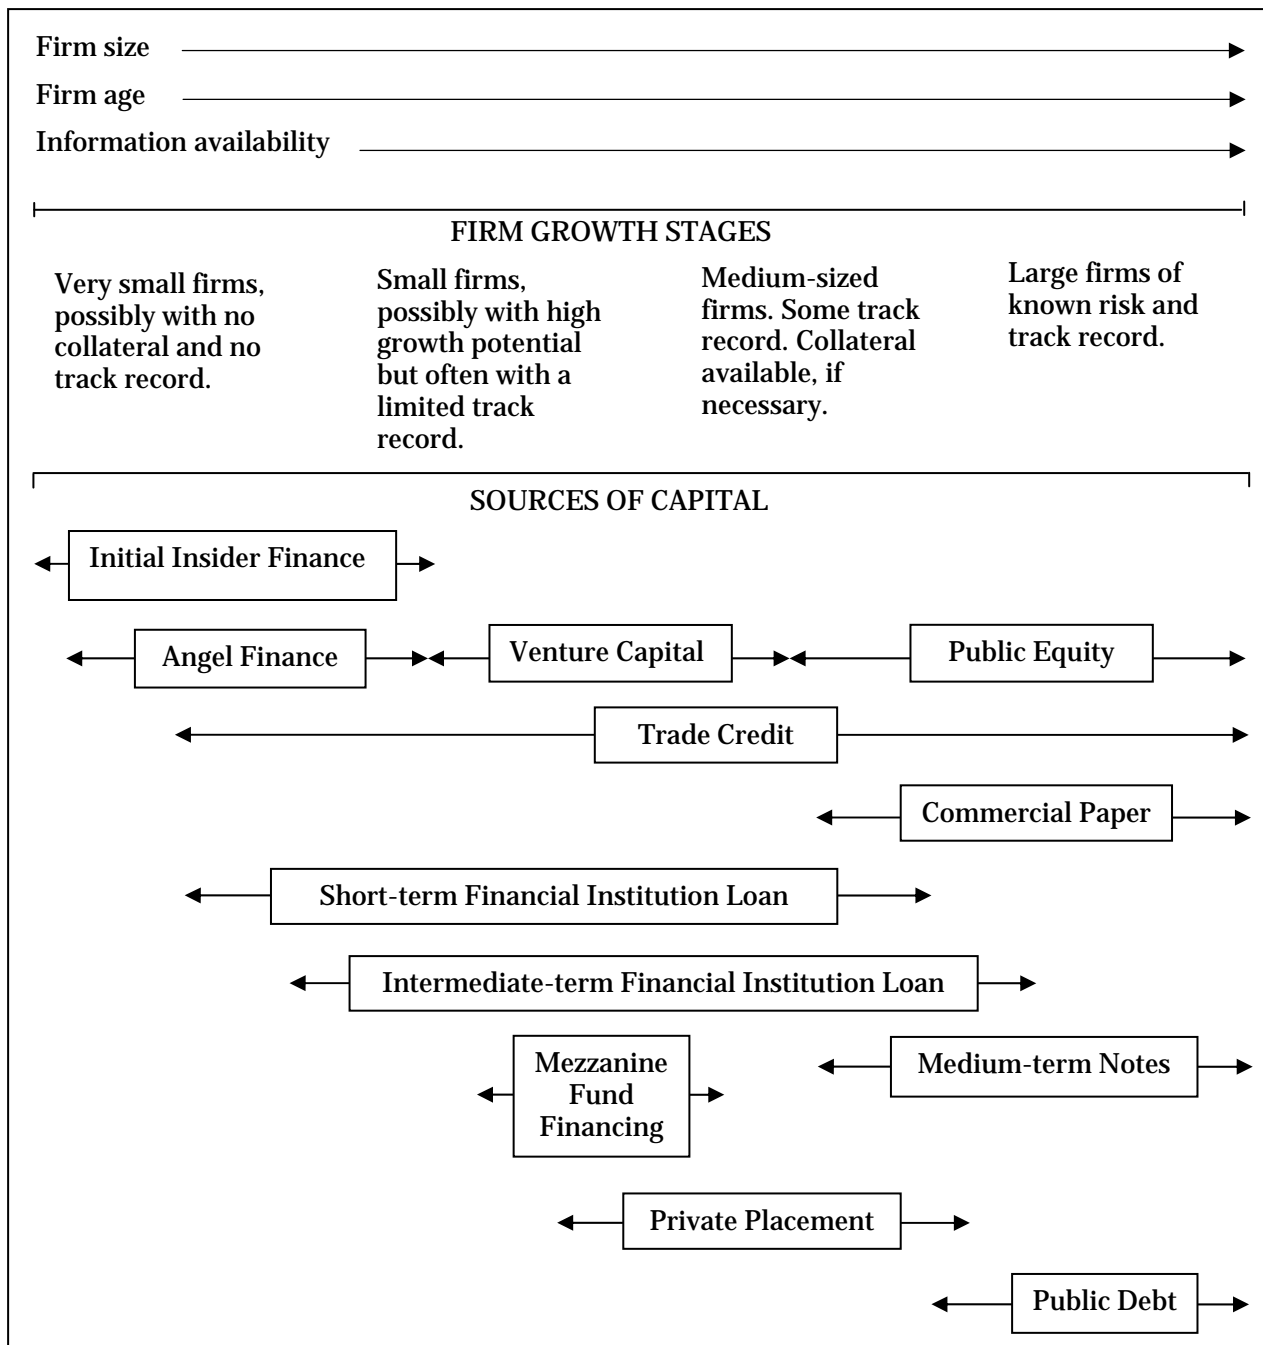 Firm size
Firm age
Information availability
FIRM GROWTH STAGES
Very small firms,
possibly with no
collateral and no
track record.
Small firms,
possibly with high
growth potential
but often with a
limited track
record.
Medium-sized
firms. Some track
record. Collateral
available, if
necessary.
Large firms of
known risk and
track record.
SOURCES OF CAPITAL
Initial Insider Finance
Angel Finance
Venture Capital
Public Equity
Trade Credit
Commercial Paper
Short-term Financial Institution Loan
Intermediate-term Financial Institution Loan
Mezzanine
Fund
Financing
Medium-term Notes
Private Placement
Public Debt